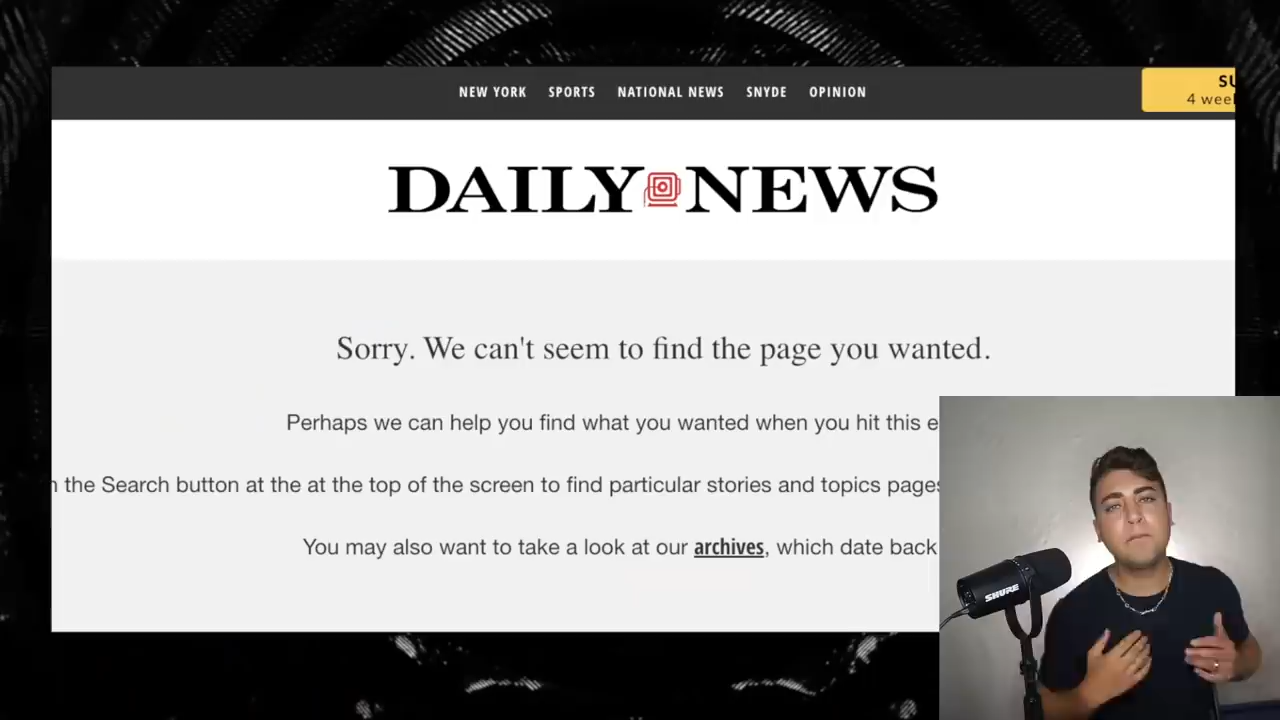 NEW YORK SPORTS NATIONAL NEWS SNYDE OPINION
4 week
DAILY NEWS
Sorry. We can't seem to find the page you wanted.
Perhaps we can help you find what you wanted when you hit this e
the Search button at the at the top of the screen to find particular stories and topics pages
You may also want to take a look at our archives, which date back
SHURE